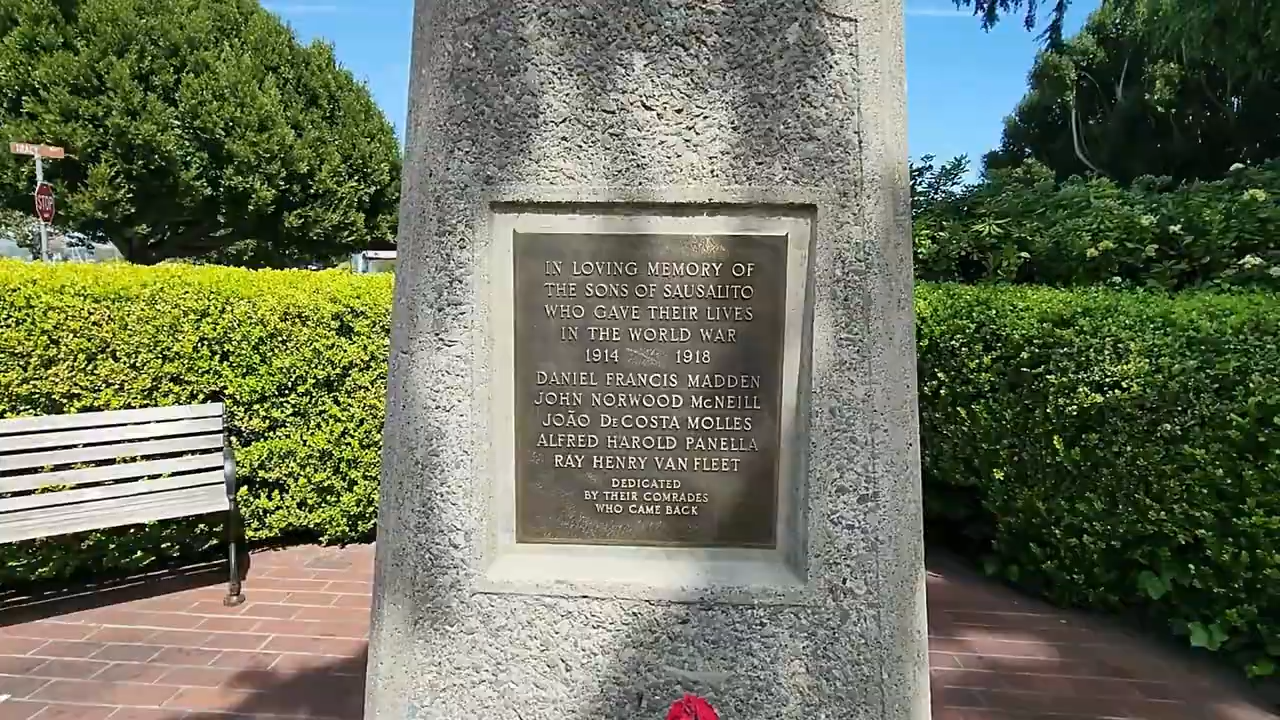 STOP
IN LOVING MEMORY OF
THE SONS OF SAUSALITO
WHO GAVE THEIR LIVES
IN THE WORLD WAR
1914 1918
DANIEL FRANCIS MADDEN
JOHN NORWOOD McNEILL
JOÃO DeCOSTA MOLLES
ALFRED HAROLD PANELLA
RAY HENRY VAN FLEET
DEDICATED
BY THEIR COMRADES
WHO CAME BACK